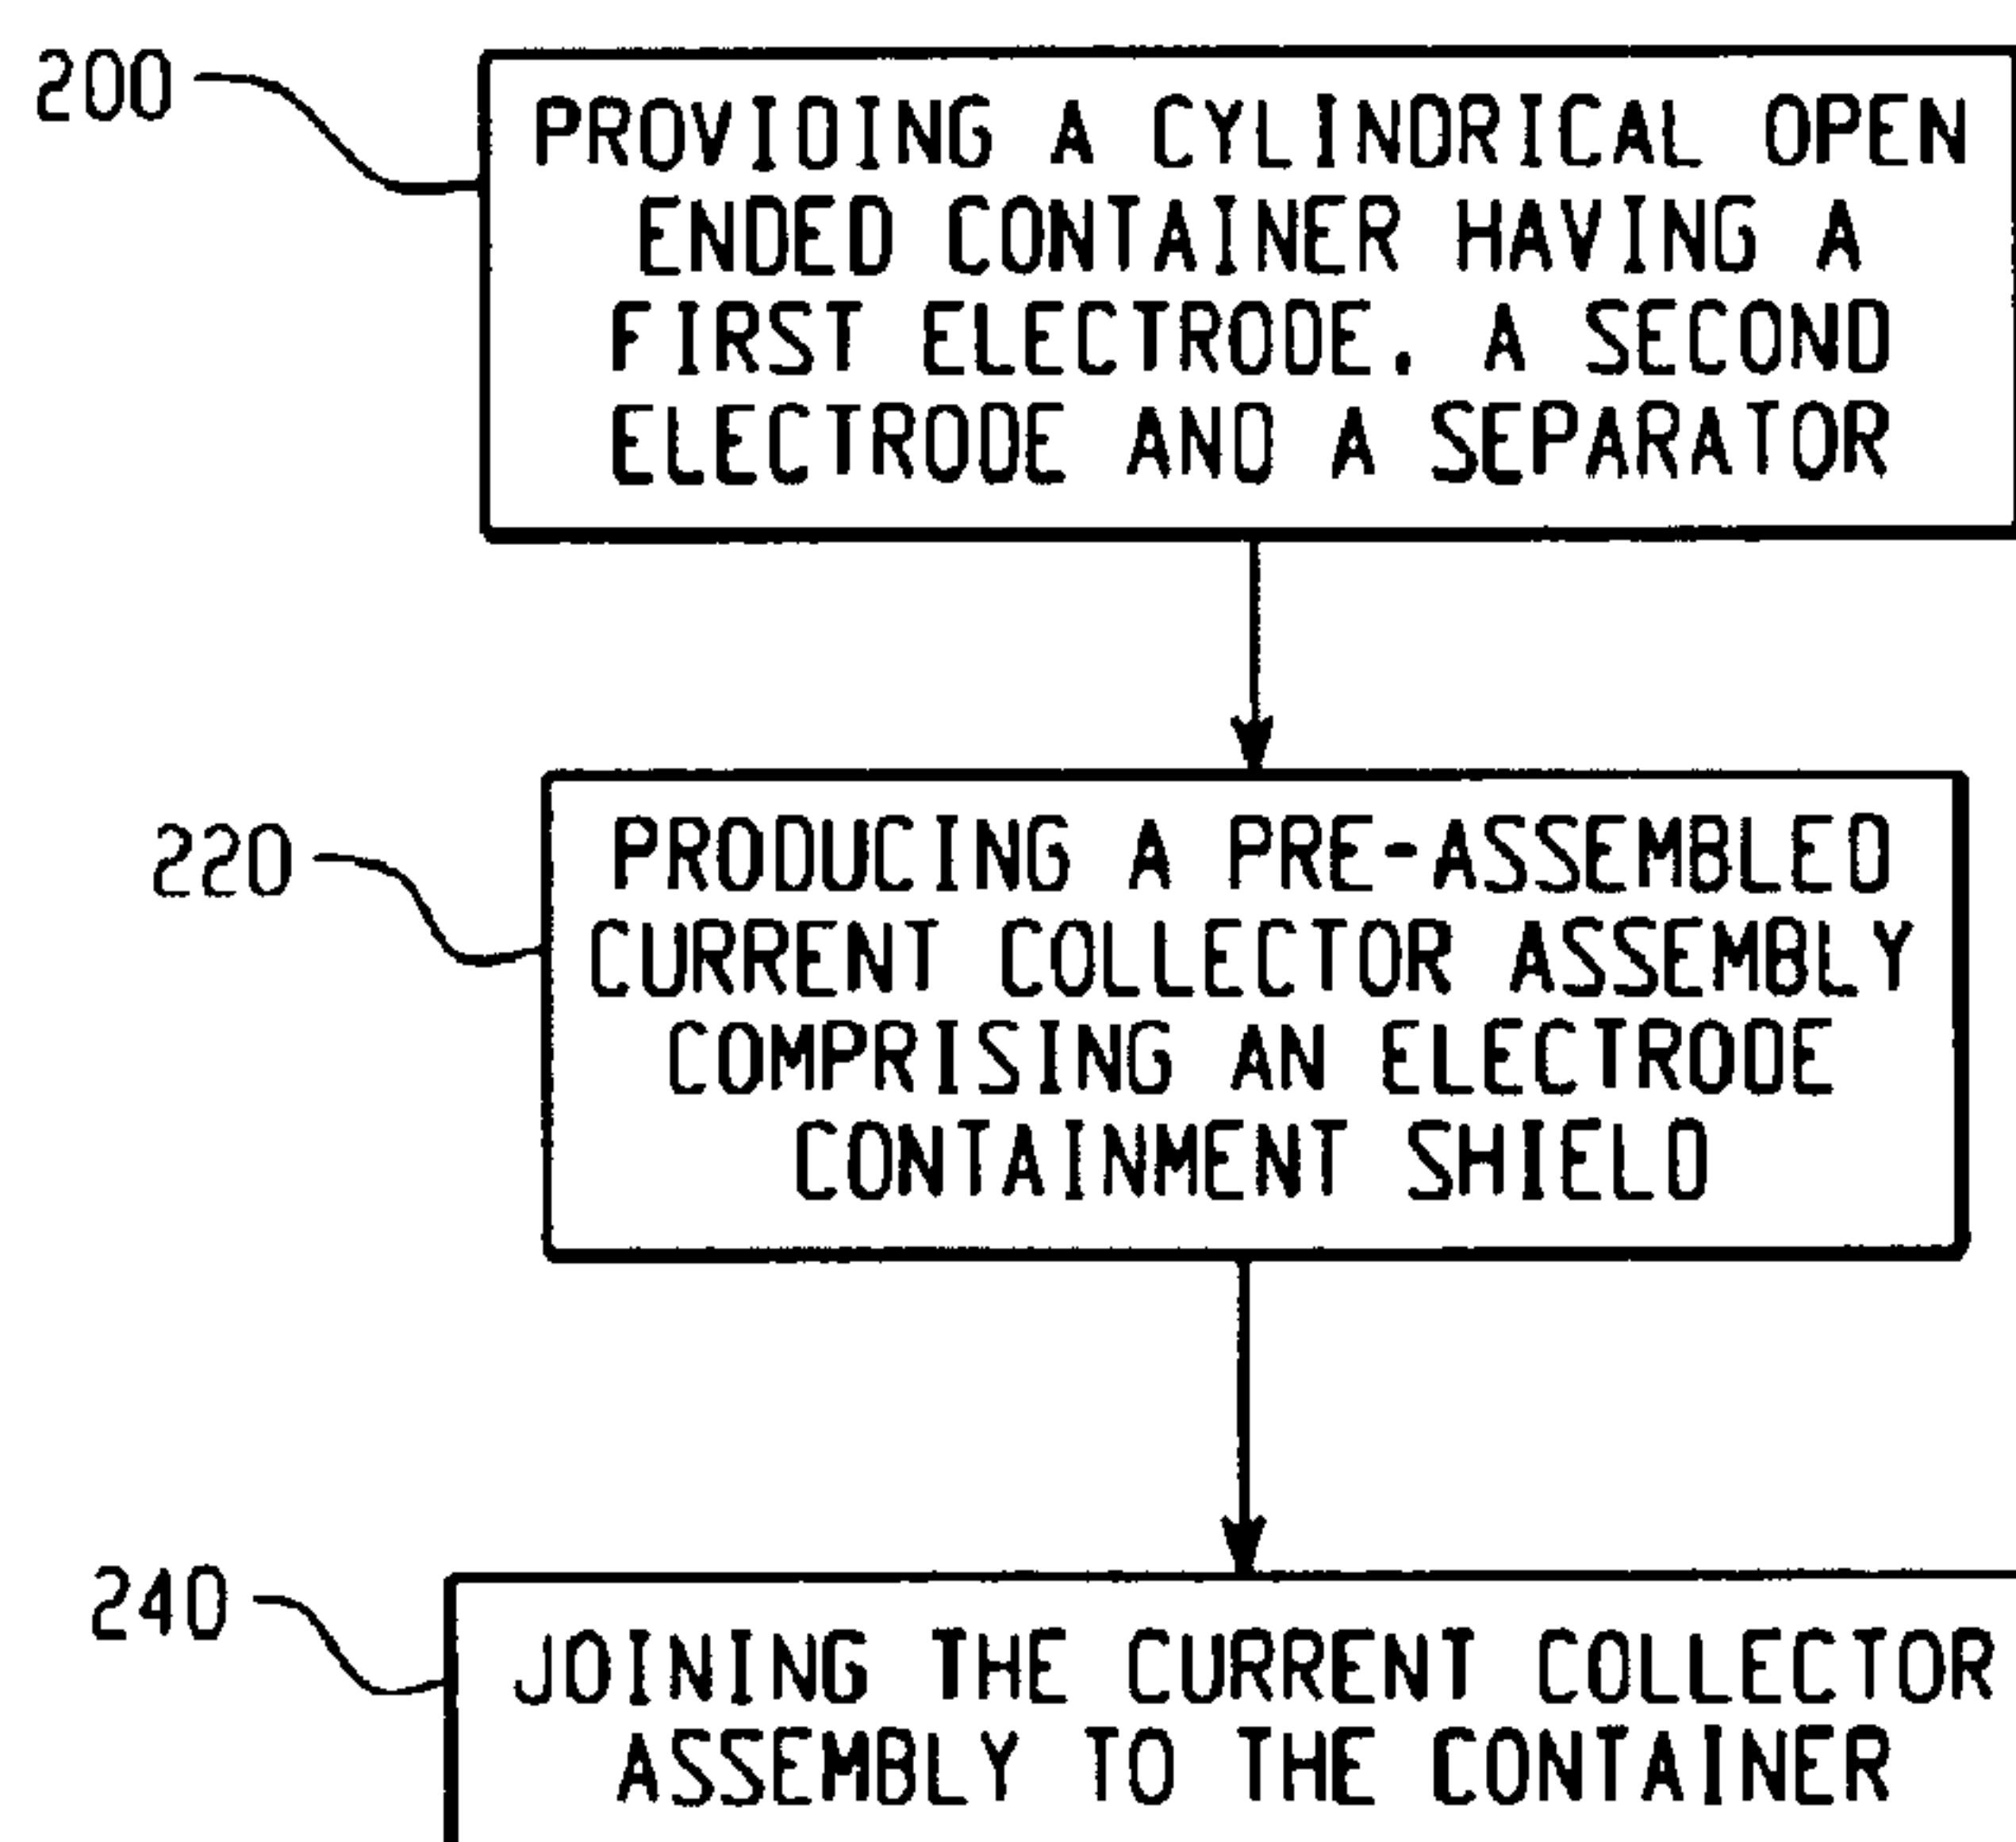 200
PROVIDING A CYLINDRICAL OPEN
ENDED CONTAINER HAVING A
FIRST ELECTRODE, A SECOND
ELECTRODE AND A SEPARATOR
220
PRODUCING A PRE-ASSEMBLED
CURRENT COLLECTOR ASSEMBLY
COMPRISING AN ELECTRODE
CONTAINMENT SHIELD
240
JOINING THE CURRENT COLLECTOR
ASSEMBLY TO THE CONTAINER